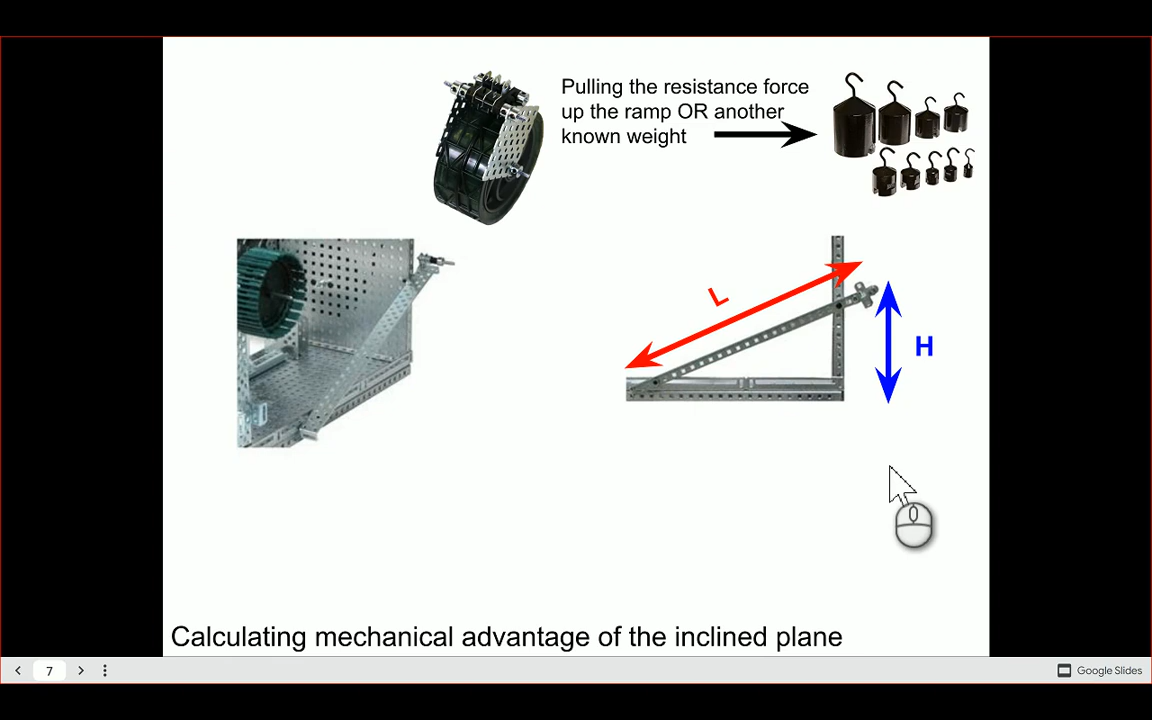 Pulling the resistance force
up the ramp OR another
known weight
L
H
Calculating mechanical advantage of the inclined plane
7
Google Slides